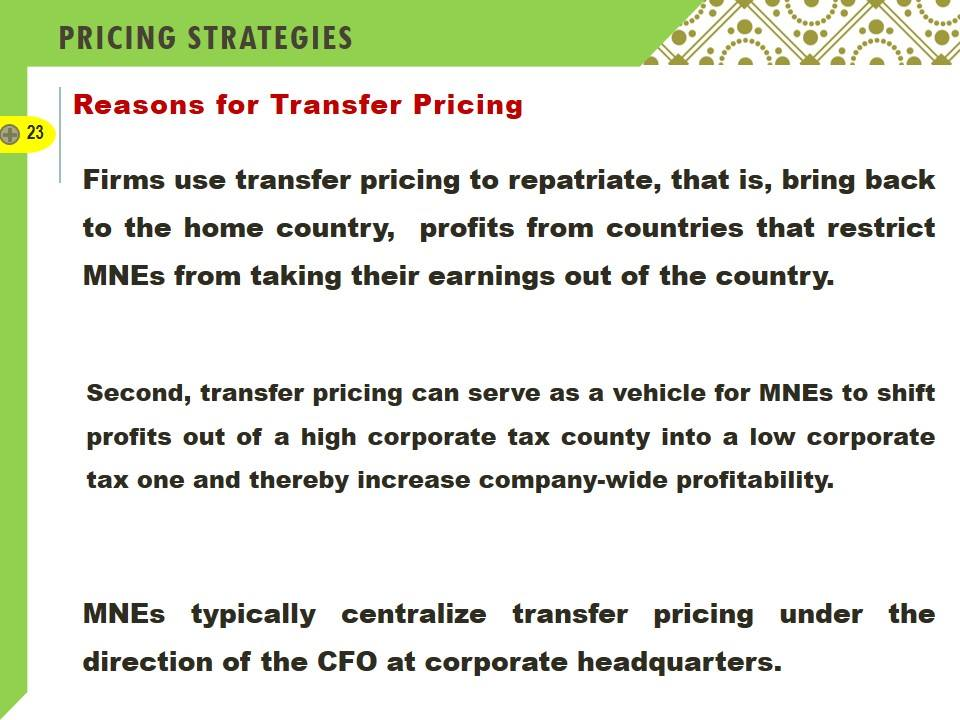 PRICING STRATEGIES
Reasons for Transfer Pricing
23
Firms use transfer pricing to repatriate, that is, bring back
to the home country,  profits from countries that restrict
MNEs from taking their earnings out of the country.
Second, transfer pricing can serve as a vehicle for MNEs to shift
profits out of a high corporate tax county into a low corporate
tax one and thereby increase company-wide profitability.
MNEs typically centralize transfer pricing under the
direction of the CFO at corporate headquarters.